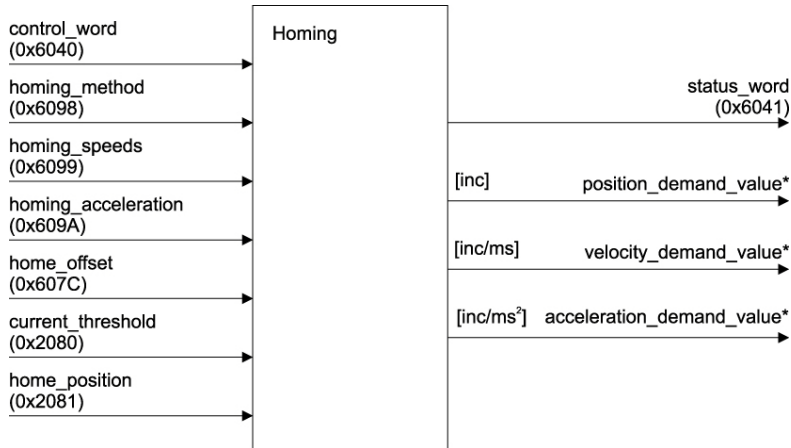 control_word
(0x6040)
homing_method
(0x6098)
homing_speeds
(0x6099)
homing_acceleration
(0x609A)
home_offset
(0x607C)
current_threshold
(0x2080)
home_position
(0x2081)
Homing
status_word
(0x6041)
[inc] position_demand_value*
[inc/ms] velocity_demand_value*
[inc/ms²] acceleration_demand_value*